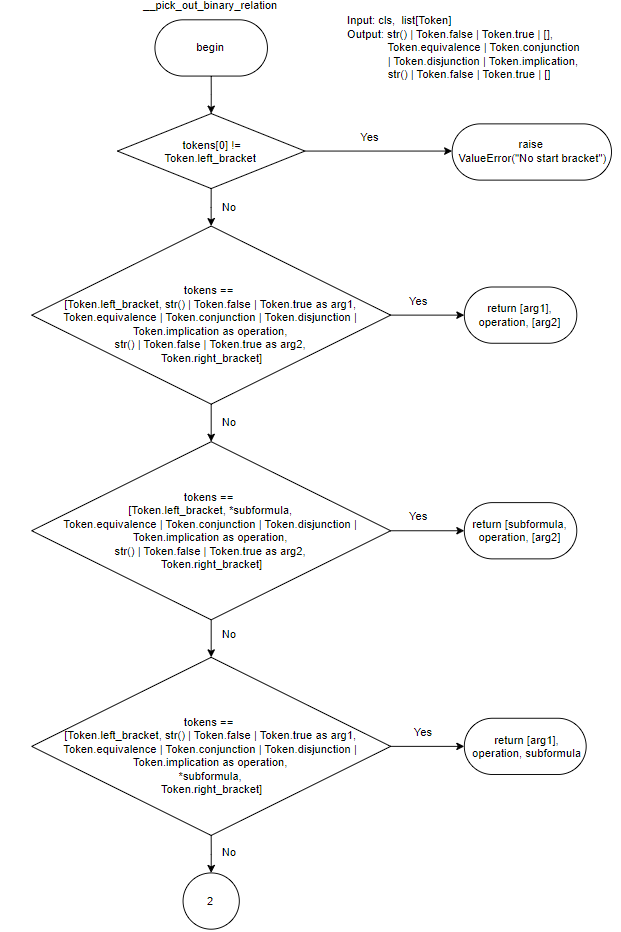 __pick_out_binary_relation
Input: cls,  list[Token]
Output: str() | Token.false | Token.true | [],
Token.equivalence | Token.conjunction
| Token.disjunction | Token.implication,
str() | Token.false | Token.true | []
begin
tokens[0] !=
Token.left_bracket
Yes
raise
ValueError("No start bracket")
No
tokens ==
[Token.left_bracket, str() | Token.false | Token.true as arg1,
Token.equivalence | Token.conjunction | Token.disjunction |
Token.implication as operation,
str() | Token.false | Token.true as arg2,
Token.right_bracket]
Yes
return [arg1],
operation, [arg2]
No
tokens ==
[Token.left_bracket, *subformula,
Token.equivalence | Token.conjunction | Token.disjunction |
Token.implication as operation,
str() | Token.false | Token.true as arg2,
Token.right_bracket]
Yes
return [subformula,
operation, [arg2]
No
tokens ==
[Token.left_bracket, str() | Token.false | Token.true as arg1,
Token.equivalence | Token.conjunction | Token.disjunction |
Token.implication as operation,
*subformula,
Token.right_bracket]
Yes
return [arg1],
operation, subformula
No
2